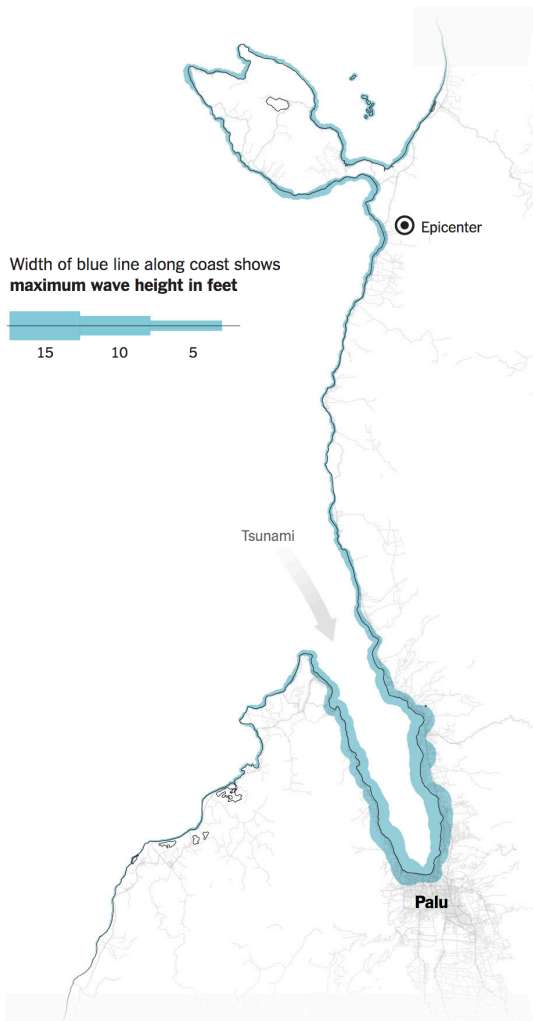 Epicenter
Width of blue line along coast shows
maximum wave height in feet
15 10 5
Tsunami
Palu